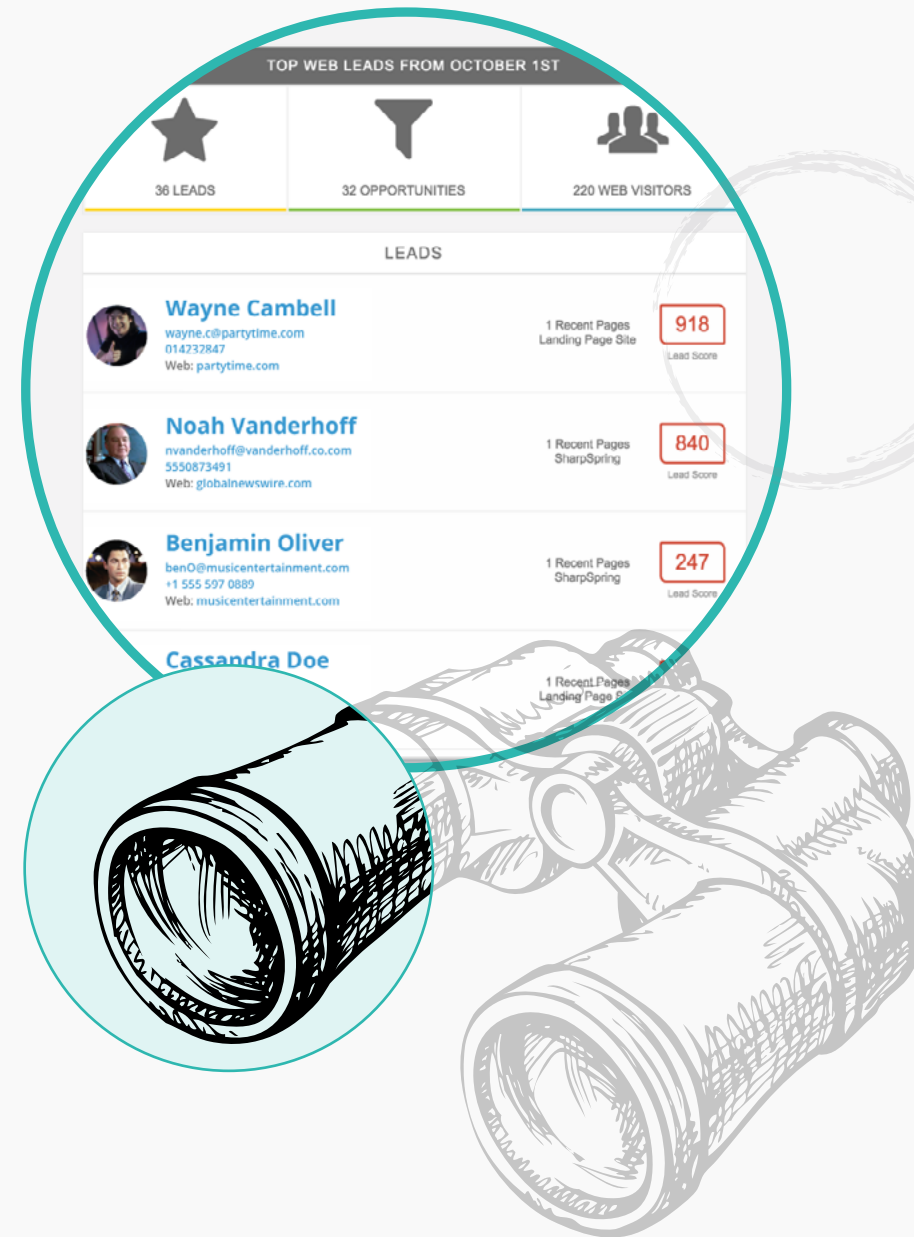 TOP WEB LEADS FROM OCTOBER 1ST
36 LEADS
32 OPPORTUNITIES
220 WEB VISITORS
LEADS
Wayne Cambell
wayne.c@partytime.com
014232847
Web: partytime.com
1 Recent Pages
Landing Page Site
918
Lead Score
Noah Vanderhoff
nvanderhoff@vanderhoff.co.com
5550873491
Web: globalnewswire.com
1 Recent Pages
SharpSpring
840
Lead Score
Benjamin Oliver
benO@musicentertainment.com
+1 555 597 0889
Web: musicentertainment.com
1 Recent Pages
SharpSpring
247
Lead Score
Cassandra Doe
1 Recent Pages
Landing Page